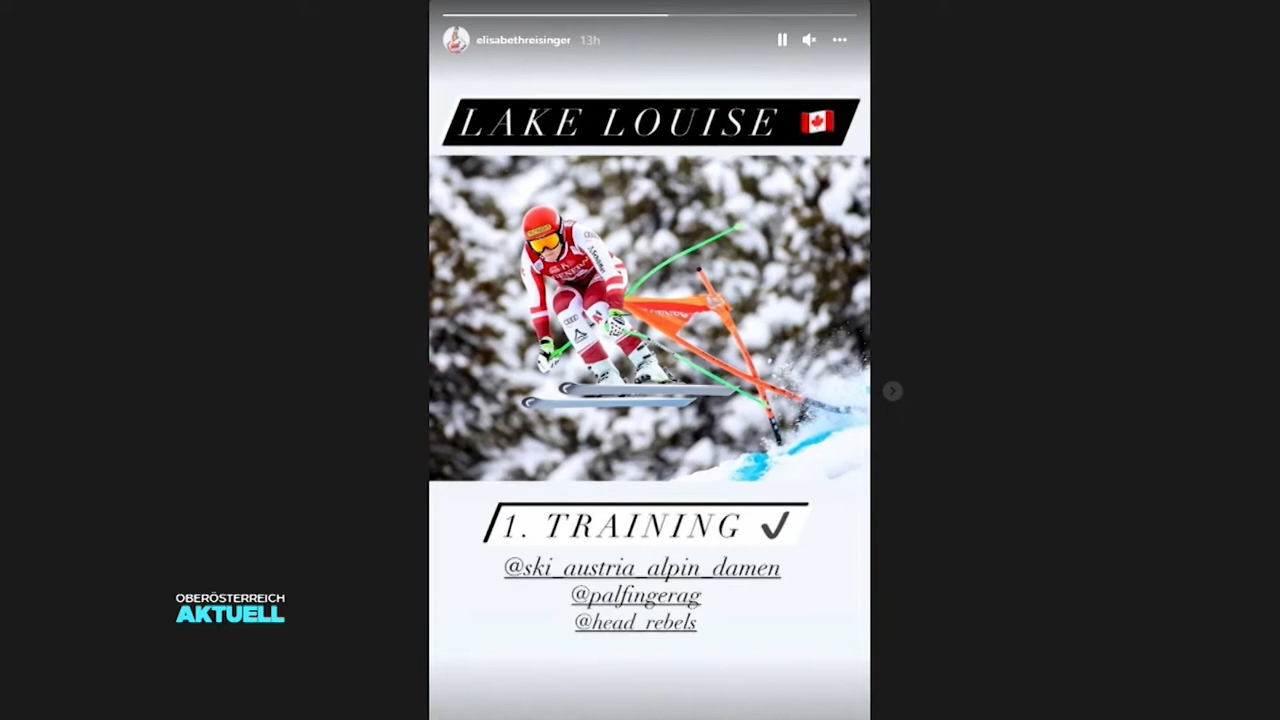 elisabethreisinger 13h
LAKE LOUISE
1. TRAINING
@ski_austria_alpin_damen
@palfingerag
@head_rebels
OBERÖSTERREICH
AKTUELL